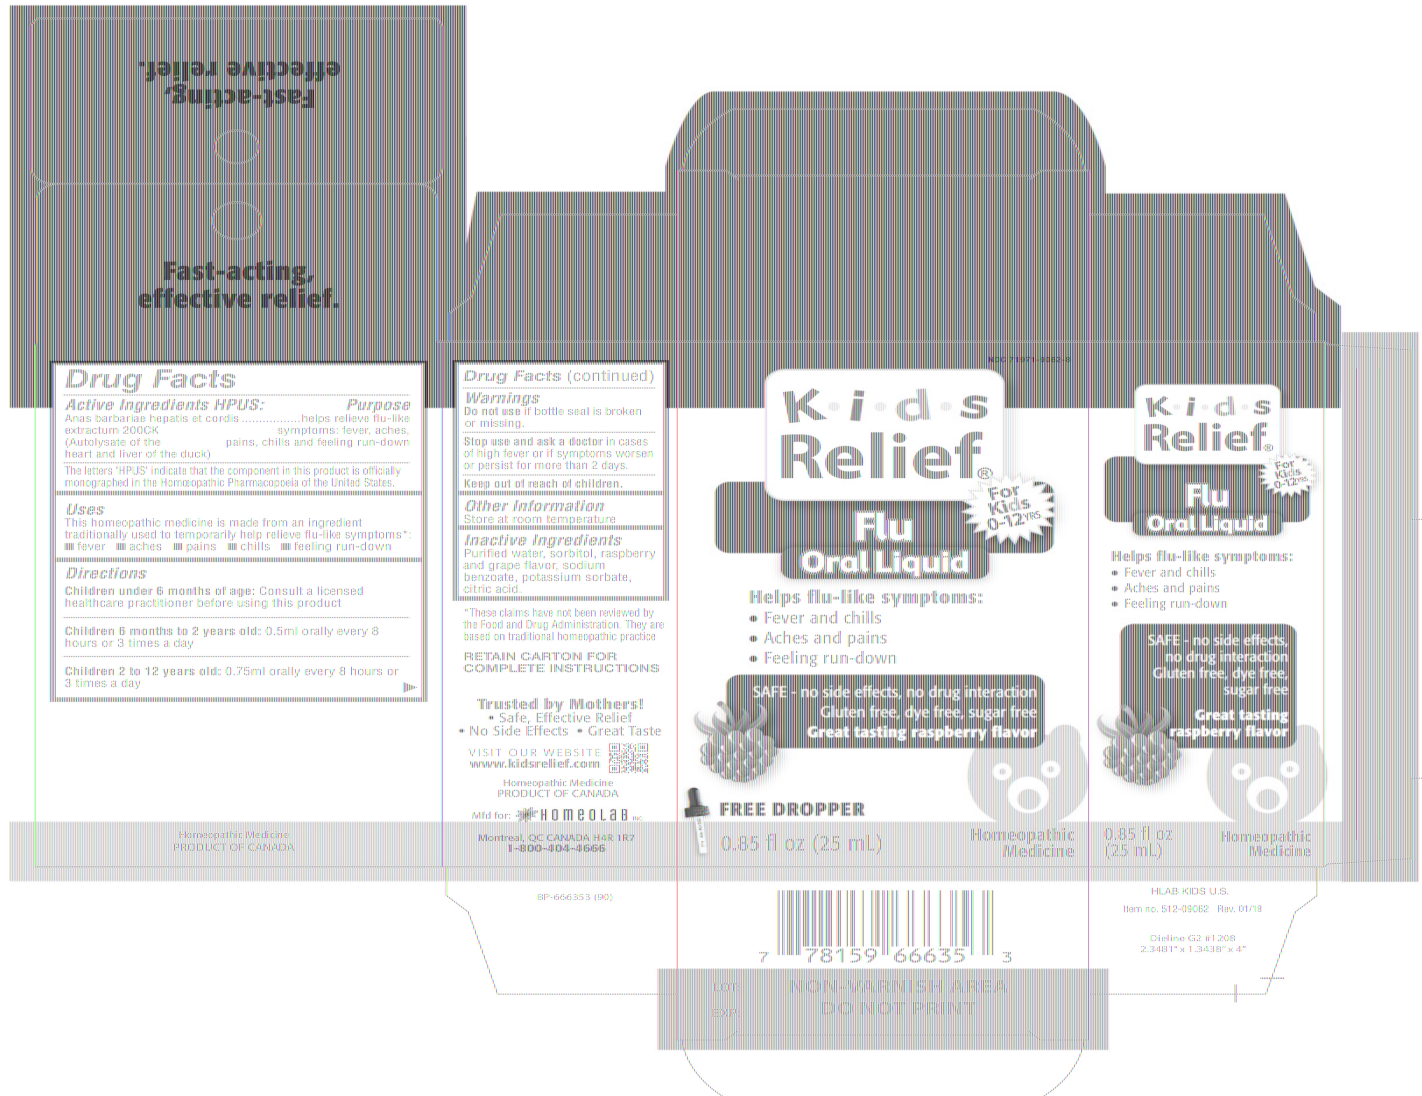 Fast-acting,
effective relief.
Fast-acting,
effective relief.
Drug Facts
Active Ingredients HPUS: Purpose
Anas barbariae hepatis et cordis ..................helps relieve flu-like
extractum 200CK symptoms: fever, aches,
(Autolysate of the pains, chills and feeling run-down
heart and liver of the duck)
The letters 'HPUS' indicate that the component in this product is officially
monographed in the Homœopathic Pharmacopoeia of the United States.
Uses
This homeopathic medicine is made from an ingredient
traditionally used to temporarily help relieve flu-like symptoms*:
fever aches pains chills feeling run-down
Directions
Children under 6 months of age: Consult a licensed
healthcare practitioner before using this product
Children 6 months to 2 years old: 0.5ml orally every 8
hours or 3 times a day
Children 2 to 12 years old: 0.75ml orally every 8 hours or
3 times a day
Homeopathic Medicine
PRODUCT OF CANADA
Drug Facts (continued)
Warnings
Do not use if bottle seal is broken
or missing.
Stop use and ask a doctor in cases
of high fever or if symptoms worsen
or persist for more than 2 days.
Keep out of reach of children.
Other Information
Store at room temperature
Inactive Ingredients
Purified water, sorbitol, raspberry
and grape flavor, sodium
benzoate, potassium sorbate,
citric acid.
*These claims have not been reviewed by
the Food and Drug Administration. They are
based on traditional homeopathic practice
RETAIN CARTON FOR
COMPLETE INSTRUCTIONS
Trusted by Mothers!
• Safe, Effective Relief
• No Side Effects • Great Taste
VISIT OUR WEBSITE
www.kidsrelief.com
Homeopathic Medicine
PRODUCT OF CANADA
Mfd for: HOMEOLAB INC
Montreal, QC CANADA H4R 1R7
1-800-404-4666
BP-666353 (90)
NDC 71971-8062-8
K·i·d·s
Relief®
For
Kids
0-12 YRS
Flu
Oral Liquid
Helps flu-like symptoms:
• Fever and chills
• Aches and pains
• Feeling run-down
SAFE - no side effects, no drug interaction
Gluten free, dye free, sugar free
Great tasting raspberry flavor
FREE DROPPER
0.85 fl oz (25 mL)
Homeopathic
Medicine
7 78159 66635 3
LOT
EXP.
NON-VARNISH AREA
DO NOT PRINT
K·i·d·s
Relief®
For
Kids
0-12 YRS
Flu
Oral Liquid
Helps flu-like symptoms:
• Fever and chills
• Aches and pains
• Feeling run-down
SAFE - no side effects,
no drug interaction
Gluten free, dye free,
sugar free
Great tasting
raspberry flavor
0.85 fl oz
(25 mL)
Homeopathic
Medicine
HLAB KIDS U.S.
Item no. 512-09062 Rev. 01/18
Dieline G2 #1208
2.3481" x 1.3438" x 4"